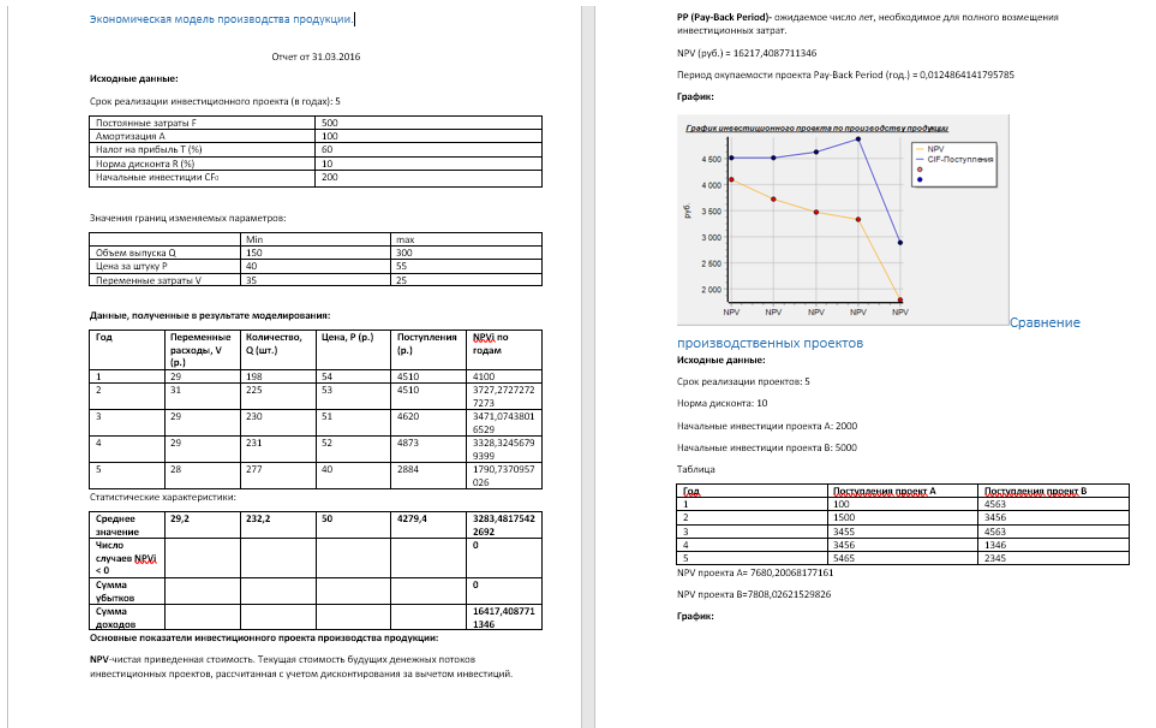 Экономическая модель производства продукции.
Отчет от 31.03.2016
Исходные данные:
Срок реализации инвестиционного проекта (в годах): 5
Постоянные затраты F 500
Амортизация A 100
Налог на прибыль T (%) 60
Норма дисконта R (%) 10
Начальные инвестиции CF₀ 200
Значения границ изменяемых параметров:
Min max
Объем выпуска Q 150 300
Цена за штуку P 40 55
Переменные затраты V 35 25
Данные, полученные в результате моделирования:
Год Переменные Количество, Цена, P (р.) Поступления NPVi по
расходы, V Q (шт.) (р.) годам
(р.)
1 29 198 54 4510 4100
2 31 225 53 4510 3727,2727272
7273
3 29 230 51 4620 3471,0743801
6529
4 29 231 52 4873 3328,3245679
9399
5 28 277 40 2884 1790,7370957
026
Статистические характеристики:
Среднее 29,2 232,2 50 4279,4 3283,4817542
значение 2692
Число 0
случаев NPVi
< 0
Сумма 0
убытков
Сумма 16417,408771
доходов 1346
Основные показатели инвестиционного проекта производства продукции:
NPV-чистая приведенная стоимость. Текущая стоимость будущих денежных потоков
инвестиционных проектов, рассчитанная с учетом дисконтирования за вычетом инвестиций.
PP (Pay-Back Period)- ожидаемое число лет, необходимое для полного возмещения
инвестиционных затрат.
NPV (руб.) = 16217,4087711346
Период окупаемости проекта Pay-Back Period (год.) = 0,0124864141795785
График:
График инвестиционного проекта по производству продукции
NPV
CIF-Поступления
4 500
4 000
3 500
3 000
2 500
2 000
руб.
NPV NPV NPV NPV NPV
Сравнение
производственных проектов
Исходные данные:
Срок реализации проектов: 5
Норма дисконта: 10
Начальные инвестиции проекта A: 2000
Начальные инвестиции проекта B: 5000
Таблица
Год Поступления проект A Поступления проект B
1 100 4563
2 1500 3456
3 3455 4563
4 3456 1346
5 5465 2345
NPV проекта A= 7680,20068177161
NPV проекта B=7808,02621529826
График: